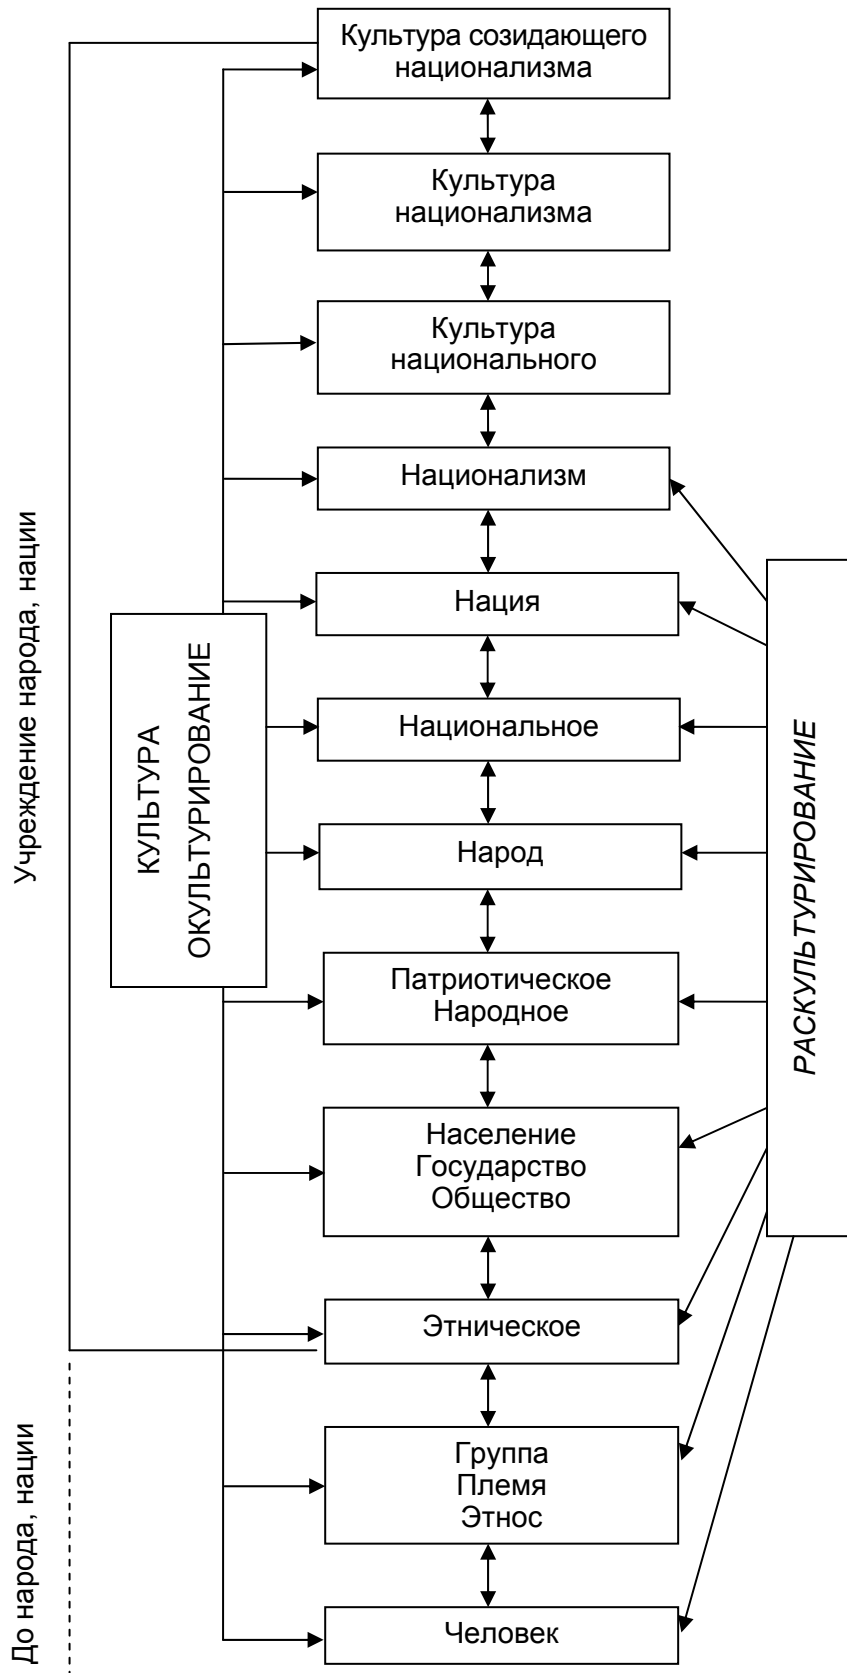 Культура созидающего
национализма
Культура
национализма
Культура
национального
Национализм
Нация
Национальное
Народ
Патриотическое
Народное
Население
Государство
Общество
Этническое
Группа
Племя
Этнос
Человек
КУЛЬТУРА
ОКУЛЬТУРИРОВАНИЕ
РАСКУЛЬТУРИРОВАНИЕ
Учреждение народа, нации
До народа, нации